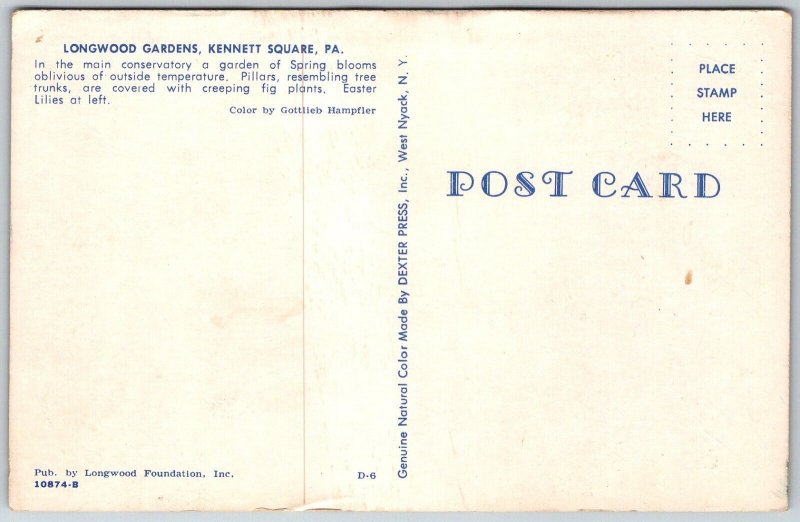 LONGWOOD GARDENS, KENNETT SQUARE, PA.
In the main conservatory a garden of Spring blooms
oblivious of outside temperature. Pillars, resembling tree
trunks, are covered with creeping fig plants. Easter
Lilies at left.
Color by Gottlieb Hampfler
Pub. by Longwood Foundation, Inc.
10874-B
D-6
Genuine Natural Color Made By DEXTER PRESS, Inc., West Nyack, N. Y.
PLACE
STAMP
HERE
POST CARD